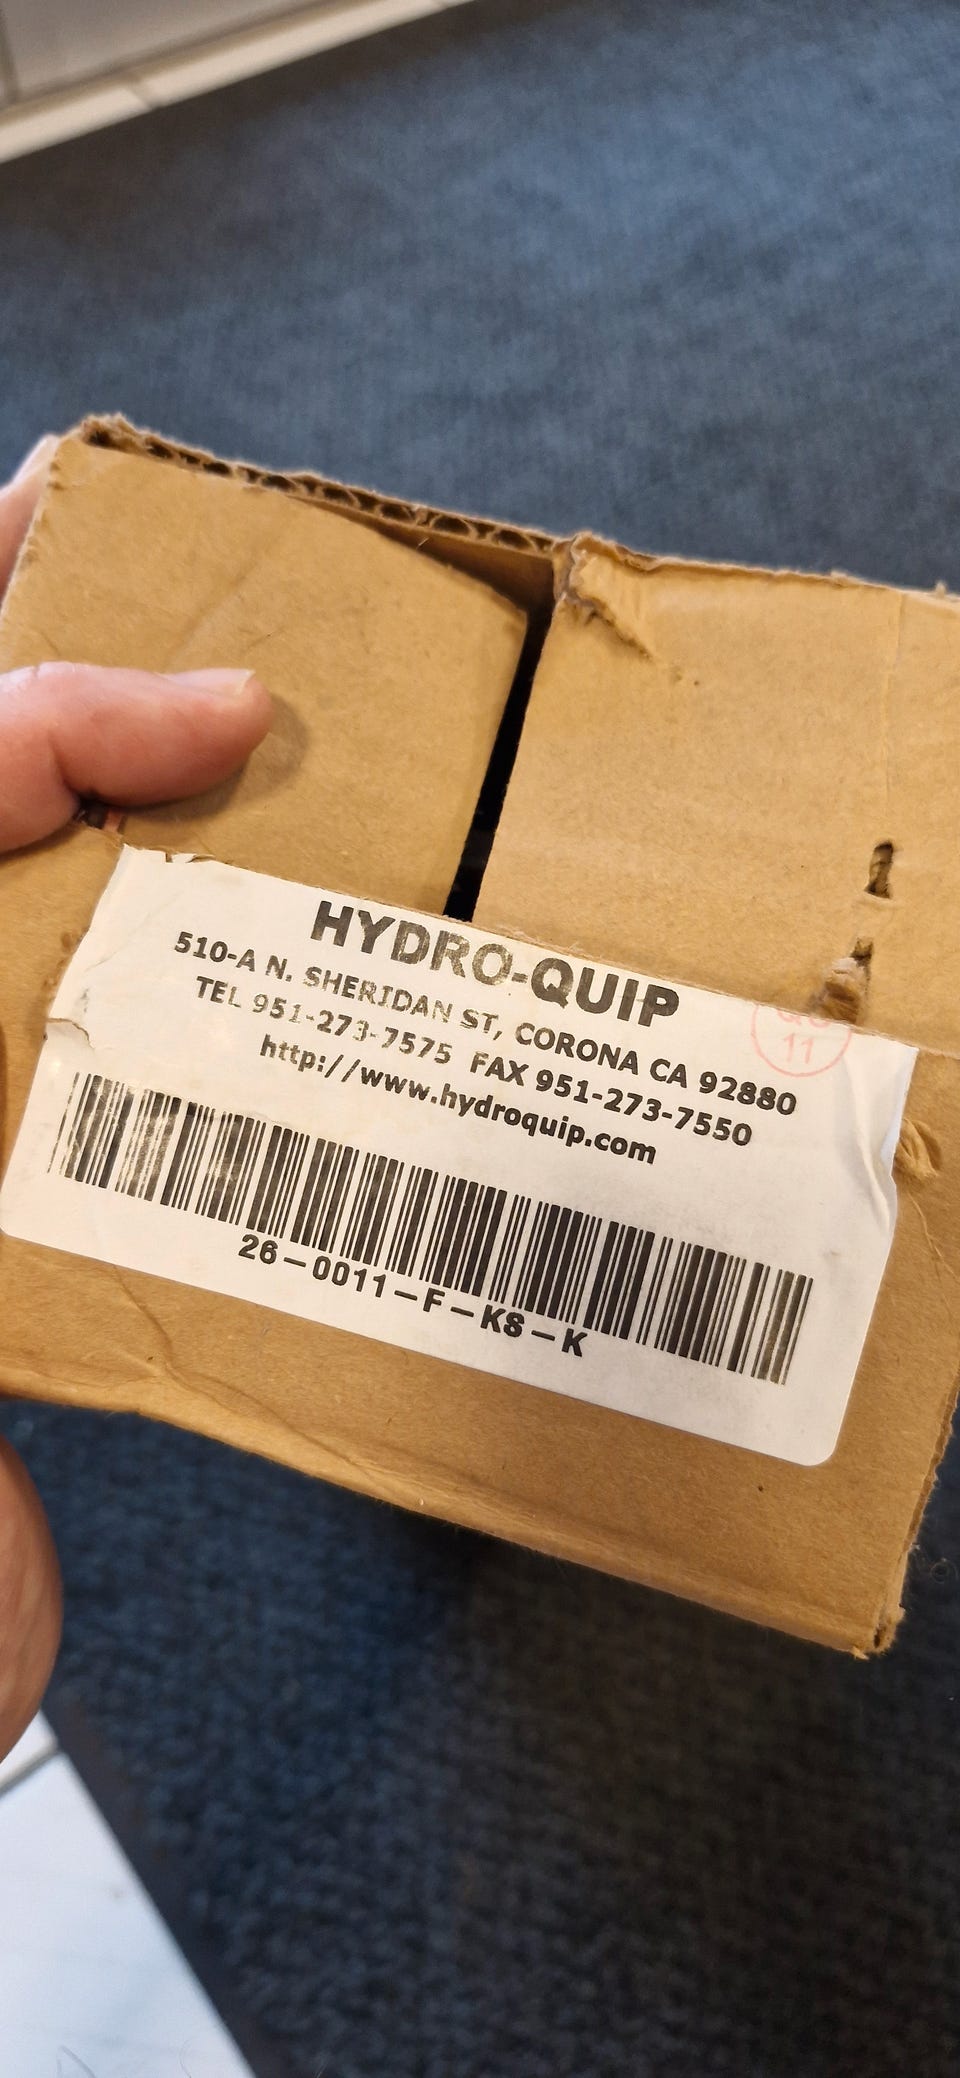 HYDRO-QUIP
510-A N. SHERIDAN ST, CORONA CA 92880
TEL 951-273-7575 FAX 951-273-7550
http://www.hydroquip.com
11
26-0011-F-KS-K